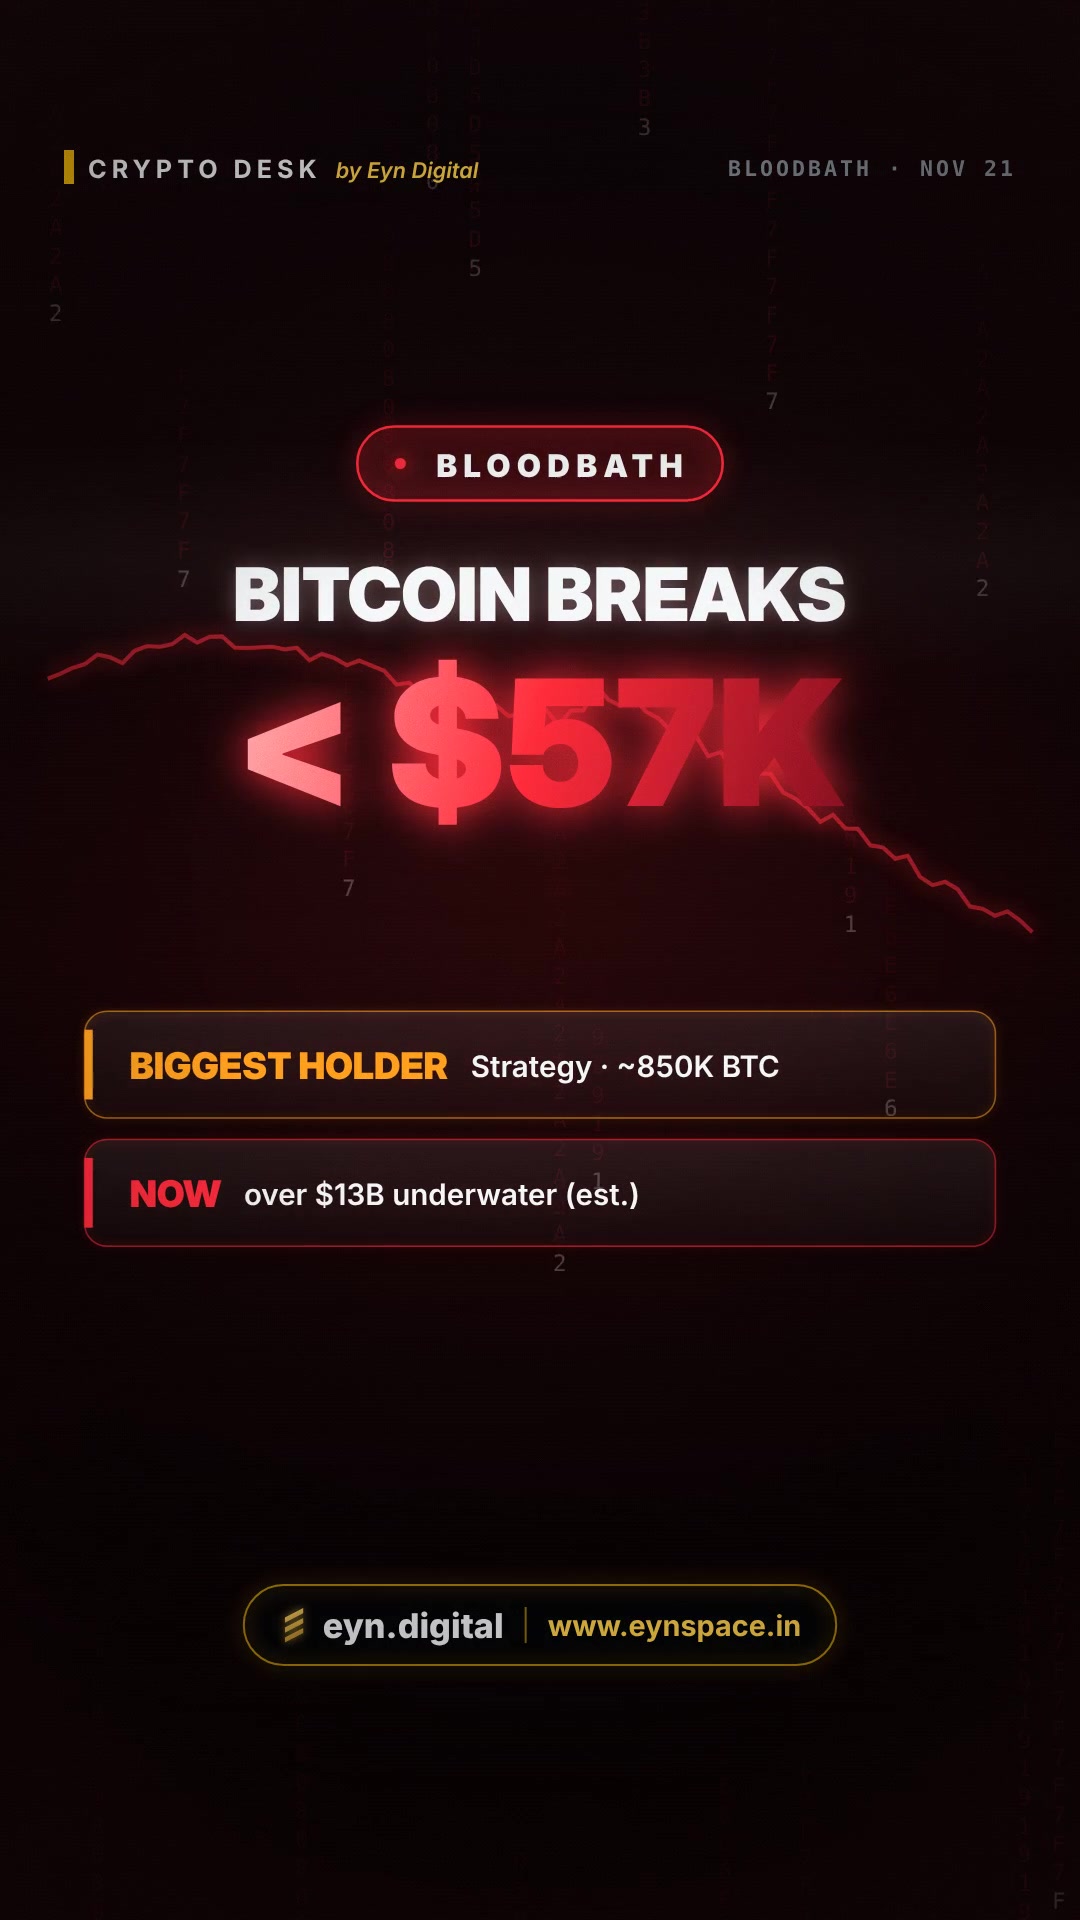 CRYPTO DESK by Eyn Digital
BLOODBATH · NOV 21
BLOODBATH
BITCOIN BREAKS
< $57K
BIGGEST HOLDER Strategy · ~850K BTC
NOW over $13B underwater (est.)
eyn.digital | www.eynspace.in